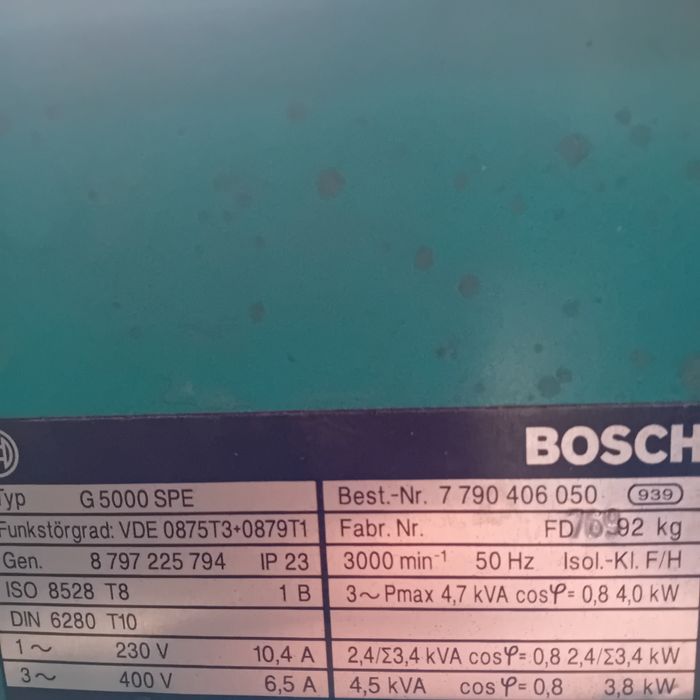 BOSCH
Typ G 5000 SPE Best.-Nr. 7 790 406 050 939
Funkstörgrad: VDE 0875T3+0879T1 Fabr. Nr. FD 769 92 kg
Gen. 8 797 225 794 IP 23 3000 min⁻¹ 50 Hz Isol.-Kl. F/H
ISO 8528 T8 1 B 3~Pmax 4,7 kVA cosφ= 0,8 4,0 kW
DIN 6280 T10
1~ 230 V 10,4 A 2,4/Σ3,4 kVA cosφ= 0,8 2,4/Σ3,4 kW
3~ 400 V 6,5 A 4,5 kVA cosφ= 0,8 3,8 kW